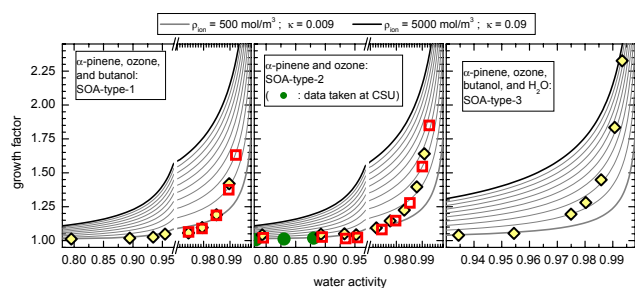 ρion = 500 mol/m³ ; κ = 0.009 ρion = 5000 mol/m³ ; κ = 0.09
α-pinene, ozone,
and butanol:
SOA-type-1
α-pinene and ozone:
SOA-type-2
( : data taken at CSU)
α-pinene, ozone,
butanol, and H₂O:
SOA-type-3
growth factor
2.25
2.00
1.75
1.50
1.25
1.00
0.80 0.85 0.90 0.95 0.98 0.99
0.80 0.85 0.90 0.95 0.98 0.99
0.94 0.95 0.96 0.97 0.98 0.99
water activity